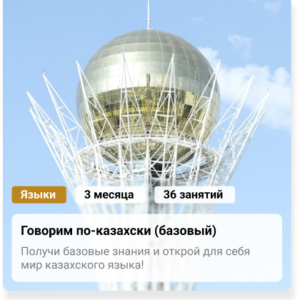 Языки 3 месяца 36 занятий
Говорим по-казахски (базовый)
Получи базовые знания и открой для себя
мир казахского языка!